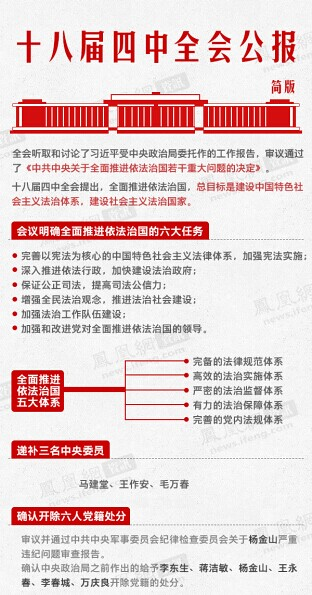 十八届四中全会公报
简版
全会听取和讨论了习近平受中央政治局委托作的工作报告，审议通过
了《中共中央关于全面推进依法治国若干重大问题的决定》。
十八届四中全会提出，全面推进依法治国，总目标是建设中国特色社
会主义法治体系，建设社会主义法治国家。
会议明确全面推进依法治国的六大任务
● 完善以宪法为核心的中国特色社会主义法律体系，加强宪法实施；
● 深入推进依法行政，加快建设法治政府；
● 保证公正司法，提高司法公信力；
● 增强全民法治观念，推进法治社会建设；
● 加强法治工作队伍建设；
● 加强和改进党对全面推进依法治国的领导。
全面推进
依法治国
五大体系
完备的法律规范体系
高效的法治实施体系
严密的法治监督体系
有力的法治保障体系
完善的党内法规体系
递补三名中央委员
马建堂、王作安、毛万春
确认开除六人党籍处分
审议并通过中共中央军事委员会纪律检查委员会关于杨金山严重
违纪问题审查报告。
确认中央政治局之前作出的给予李东生、蒋洁敏、杨金山、王永
春、李春城、万庆良开除党籍的处分。
鳳凰網资讯
news.ifeng.com